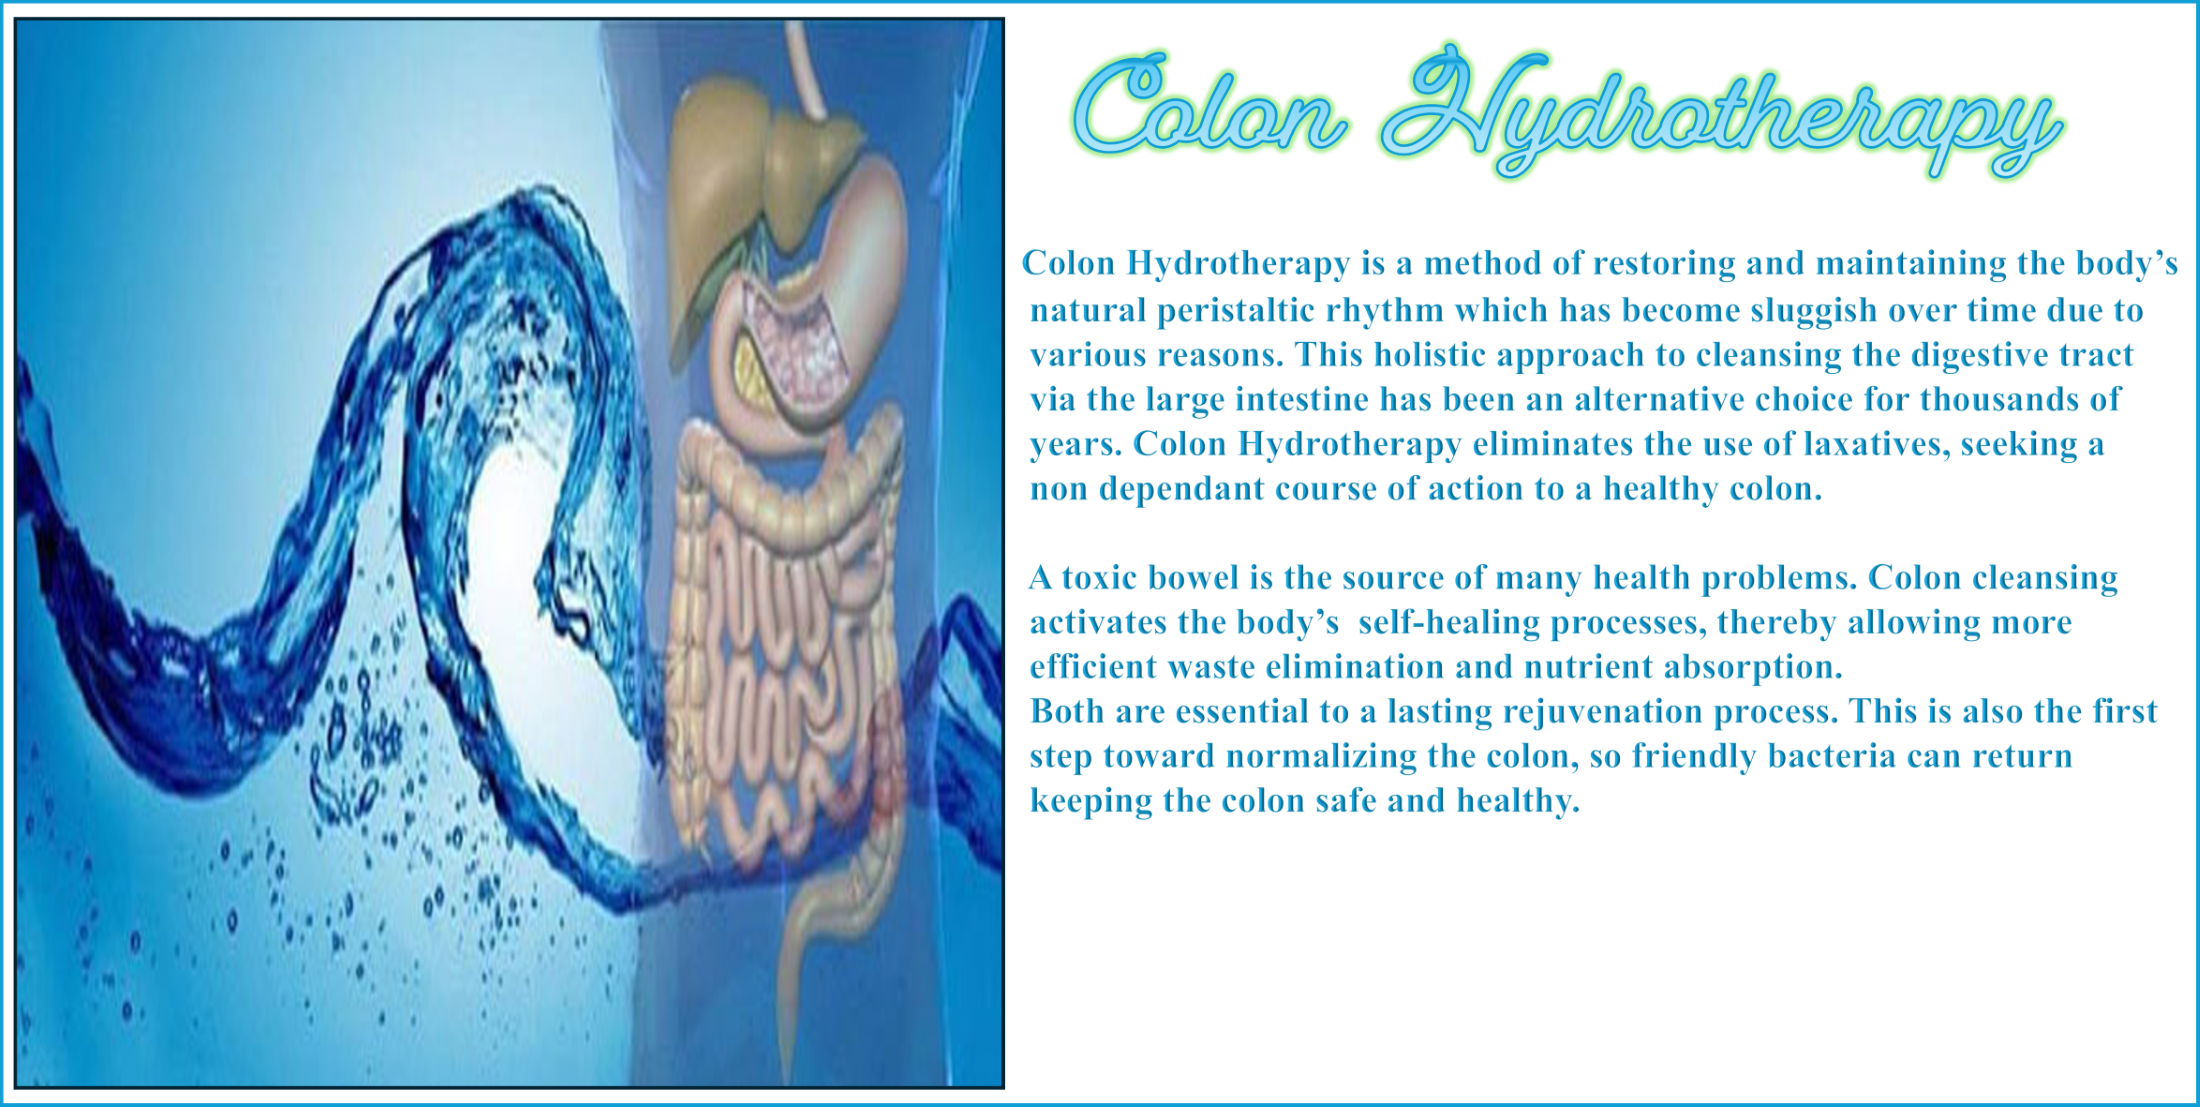 Colon Hydrotherapy
Colon Hydrotherapy is a method of restoring and maintaining the body’s
natural peristaltic rhythm which has become sluggish over time due to
various reasons. This holistic approach to cleansing the digestive tract
via the large intestine has been an alternative choice for thousands of
years. Colon Hydrotherapy eliminates the use of laxatives, seeking a
non dependant course of action to a healthy colon.
A toxic bowel is the source of many health problems. Colon cleansing
activates the body’s  self-healing processes, thereby allowing more
efficient waste elimination and nutrient absorption.
Both are essential to a lasting rejuvenation process. This is also the first
step toward normalizing the colon, so friendly bacteria can return
keeping the colon safe and healthy.